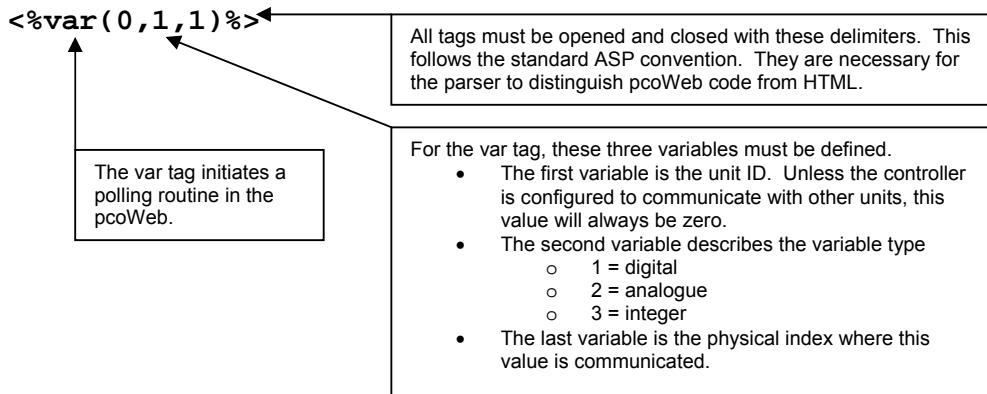 <%var(0,1,1)%>
All tags must be opened and closed with these delimiters. This
follows the standard ASP convention. They are necessary for
the parser to distinguish pcoWeb code from HTML.
The var tag initiates a
polling routine in the
pcoWeb.
For the var tag, these three variables must be defined.
• The first variable is the unit ID. Unless the controller
is configured to communicate with other units, this
value will always be zero.
• The second variable describes the variable type
o 1 = digital
o 2 = analogue
o 3 = integer
• The last variable is the physical index where this
value is communicated.